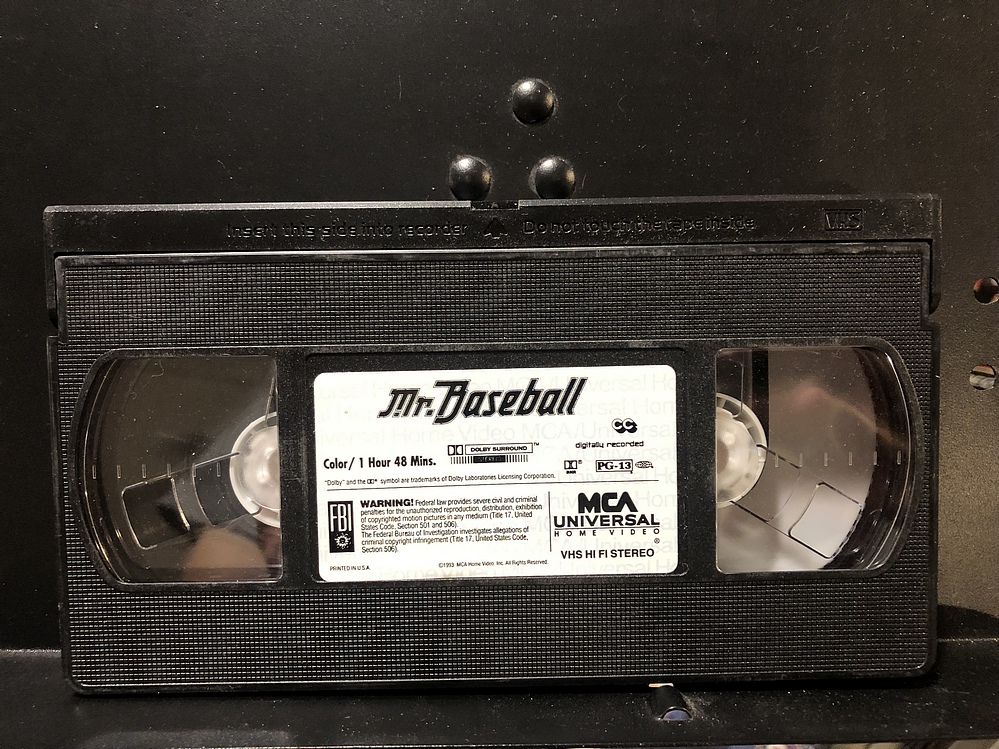 Insert this side into recorder Do not touch the tape inside VHS
Mr. Baseball
CC
digitally recorded
Color/ 1 Hour 48 Mins.
DOLBY SURROUND™
PG-13
"Dolby" and the symbol are trademarks of Dolby Laboratories Licensing Corporation.
FBI
WARNING! Federal law provides severe civil and criminal
penalties for the unauthorized reproduction, distribution, exhibition
of copyrighted motion pictures in any medium (Title 17, United
States Code, Section 501 and 506).
The Federal Bureau of Investigation investigates allegations of
criminal copyright infringement (Title 17, United States Code,
Section 506).
MCA
UNIVERSAL
HOME VIDEO
®
VHS HI FI STEREO
PRINTED IN U.S.A.
©1993 MCA Home Video Inc. All Rights Reserved.